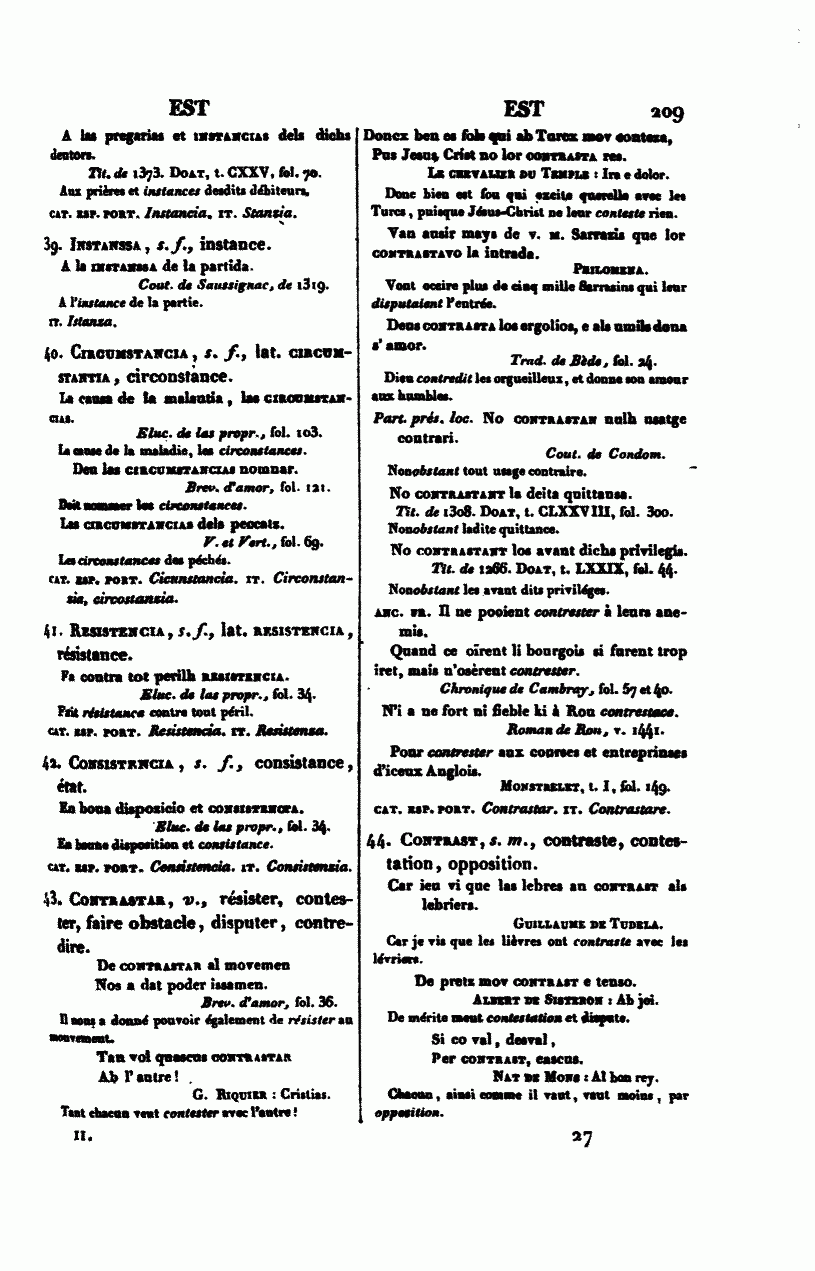 EST
EST
209
A las pregarias et INSTANCIAS dels dichs
deutors.
Tit. de 1373. DOAT, t. CXXV, fol. 70.
Aux prières et instances desdits débiteurs.
CAT. ESP. PORT. Instancia. IT. Stanzia.
39. INSTANSSA, s. f., instance.
A la INSTANSSA de la partida.
Cout. de Saussignac, de 1319.
A l'instance de la partie.
IT. Istanza.
40. CIRCUMSTANCIA, s. f., lat. CIRCUM-
STANTIA, circonstance.
La causa de la malautia, las CIRCUMSTAN-
CIAS.
Eluc. de las propr., fol. 103.
La cause de la maladie, les circonstances.
Deu las CIRCUMSTANCIAS nomnar.
Brev. d'amor, fol. 121.
Doit nommer les circonstances.
Las CIRCUMSTANCIAS dels peccatz.
V. et Vert., fol. 69.
Les circonstances des péchés.
CAT. ESP. PORT. Cicunstancia. IT. Circonstan-
zia, circostanzia.
41. RESISTENCIA, s. f., lat. RESISTENCIA,
résistance.
Fa contra tot perilh RESISTENCIA.
Eluc. de las propr., fol. 34.
Fait résistance contre tout péril.
CAT. ESP. PORT. Resistencia. IT. Resistenza.
42. CONSISTENCIA, s. f., consistance,
état.
En bona dispozicio et CONSISTENCIA.
Eluc. de las propr., fol. 34.
En bonne disposition et consistance.
CAT. ESP. PORT. Consistencia. IT. Consistenzia.
43. CONTRASTAR, v., résister, contes-
ter, faire obstacle, disputer, contre-
dire.
De CONTRASTAR al movemen
Nos a dat poder issamen.
Brev. d'amor, fol. 36.
Il nous a donné pouvoir également de résister au
mouvement.
Tan vol quascus CONTRASTAR
Ab l'autre!
G. RIQUIER : Cristias.
Tant chacun veut contester avec l'autre!
II.
Doncx ben es fols qui ab Turcx mov contesa,
Pus Jesus Crist no lor CONTRASTA res.
LE CHEVALIER DU TEMPLE : Ira e dolor.
Donc bien est fou qui excite querelle avec les
Turcs, puisque Jésus-Christ ne leur conteste rien.
Van ausir mays de v. M. Sarrazis que lor
CONTRASTAVO la intrada.
PHILOMENA.
Vont occire plus de cinq mille Sarrasins qui leur
disputaient l'entrée.
Deus CONTRASTA los ergolios, e als umils dona
s' amor.
Trad. de Bède, fol. 24.
Dieu contredit les orgueilleux, et donne son amour
aux humbles.
Part. prés. loc. No CONTRASTAN nulh usatge
contrari.
Cout. de Condom.
Nonobstant tout usage contraire.
No CONTRASTANT la deita quittansa.
Tit. de 1308. DOAT, t. CLXXVIII, fol. 300.
Nonobstant ladite quittance.
No CONTRASTANT los avant dichs privilegis.
Tit. de 1266. DOAT, t. LXXIX, fol. 44.
Nonobstant les avant dits priviléges.
ANC. FR. Il ne pooient contrester à leurs ane-
mis.
Quand ce oïrent li bourgois si furent trop
iret, mais n'osèrent contrester.
Chronique de Cambray, fol. 57 et 40.
N'i a ne fort ni fieble ki à Rou contrestace.
Roman de Rou, v. 1441.
Pour contrester aux courses et entreprinses
d'iceux Anglois.
MONSTRELET, t. I, fol. 149.
CAT. ESP. PORT. Contrastar. IT. Contrastare.
44. CONTRAST, s. m., contraste, contes-
tation, opposition.
Car ieu vi que las lebres an CONTRAST als
lebriers.
GUILLAUME DE TUDELA.
Car je vis que les lièvres ont contraste avec les
lévriers.
De pretz mov CONTRAST e tenso.
ALBERT DE SISTERON : Ab joi.
De mérite meut contestation et dispute.
Si co val, desval,
Per CONTRAST, cascus.
NAT DE MONS : Al bon rey.
Chacun, ainsi comme il vaut, vaut moins, par
opposition.
27